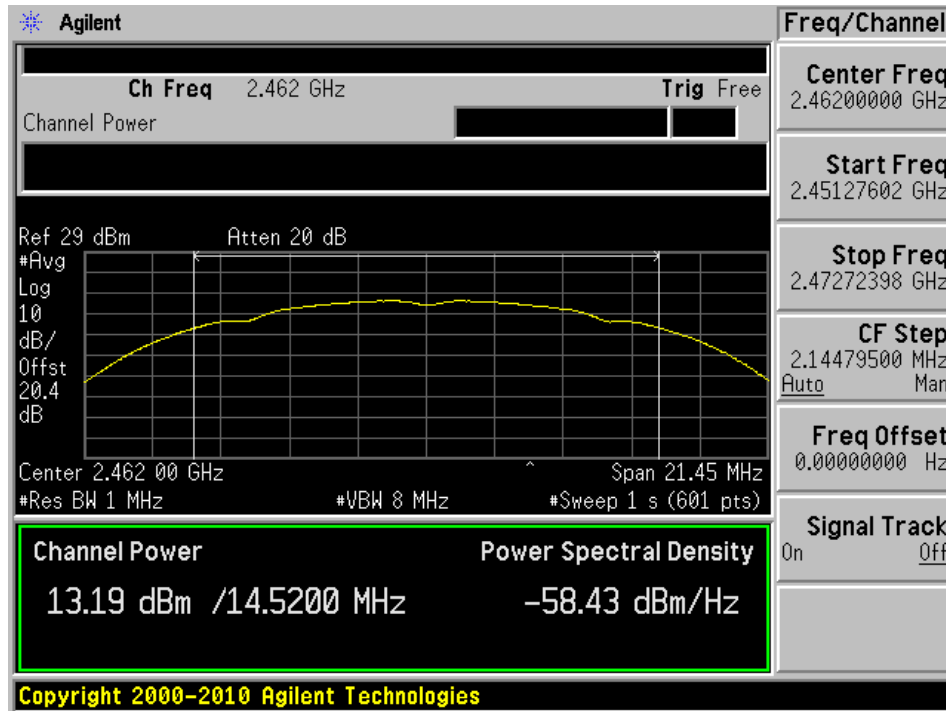 Agilent
Freq/Channel
Ch Freq 2.462 GHz Trig Free
Channel Power
Center Freq
2.46200000 GHz
Start Freq
2.45127602 GHz
Stop Freq
2.47272398 GHz
CF Step
2.14479500 MHz
Auto Man
Freq Offset
0.00000000 Hz
Signal Track
On Off
Ref 29 dBm Atten 20 dB
#Avg
Log
10
dB/
Offst
20.4
dB
Center 2.462 00 GHz Span 21.45 MHz
#Res BW 1 MHz #VBW 8 MHz #Sweep 1 s (601 pts)
Channel Power Power Spectral Density
13.19 dBm /14.5200 MHz -58.43 dBm/Hz
Copyright 2000-2010 Agilent Technologies